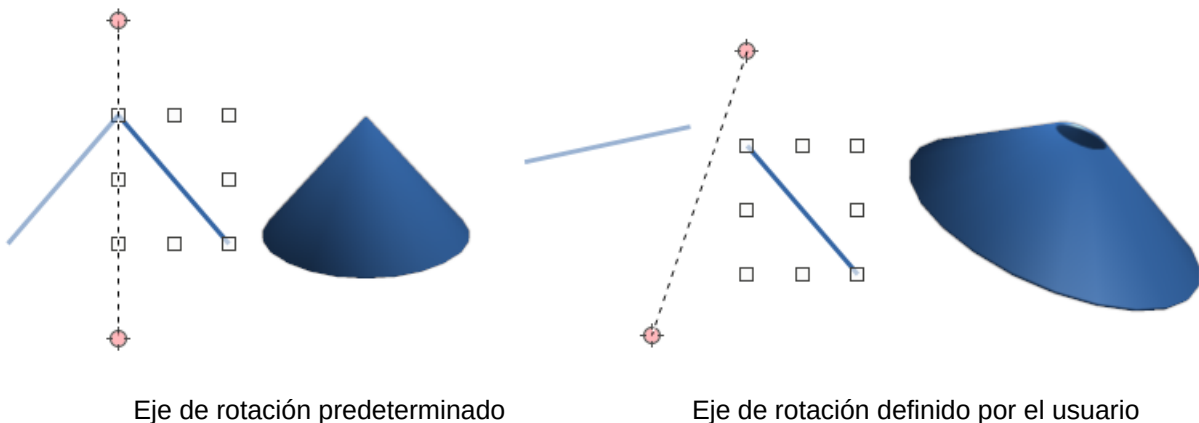 Eje de rotación predeterminado
Eje de rotación definido por el usuario